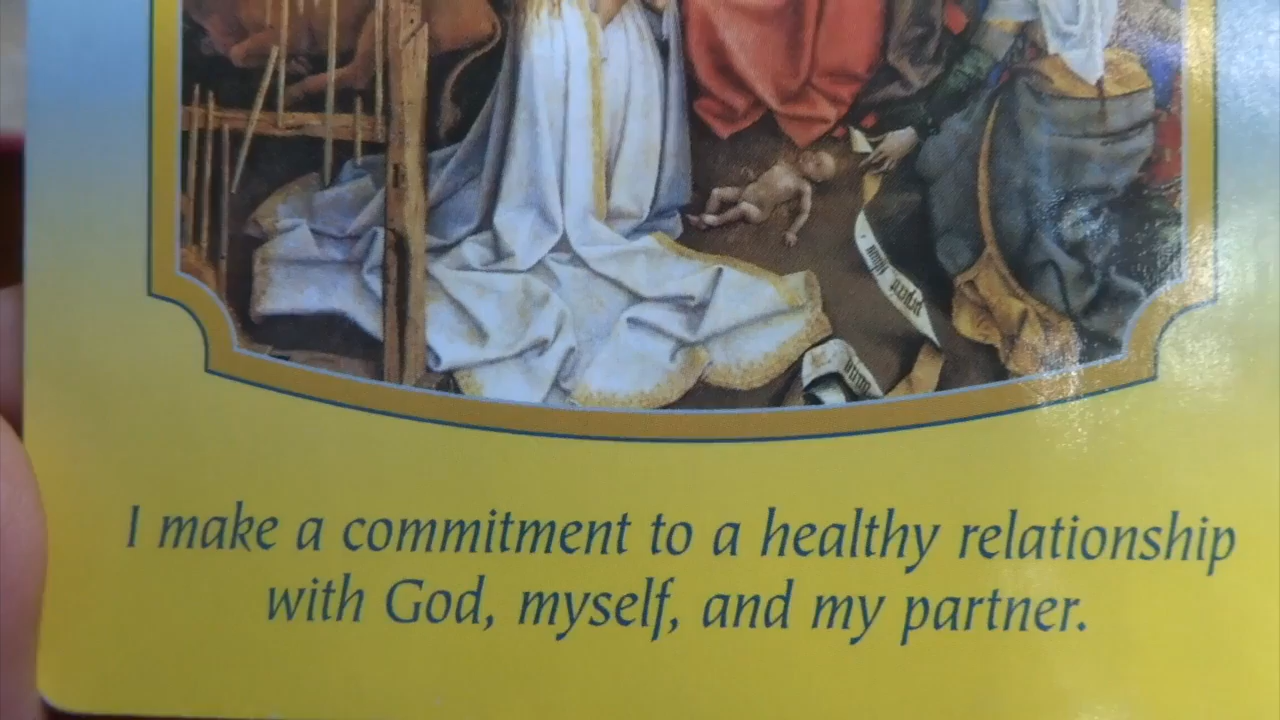 I make a commitment to a healthy relationship
with God, myself, and my partner.